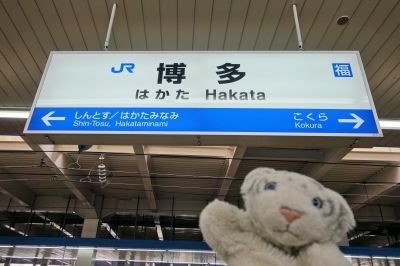 JR 博多 福
はかた Hakata
← しんとす/はかたみなみ こくら →
Shin-Tosu, Hakataminami Kokura